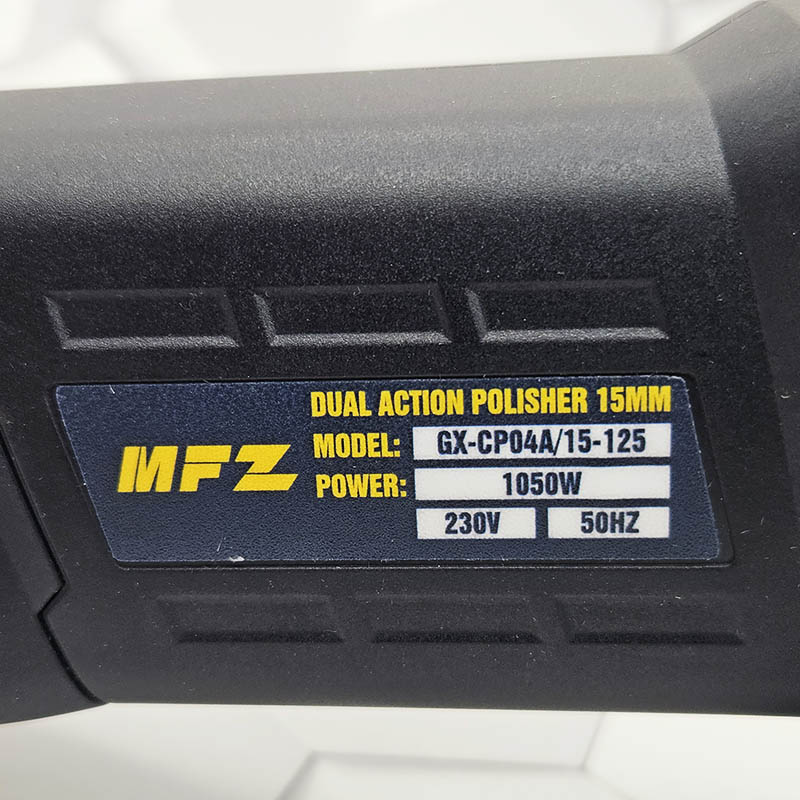 DUAL ACTION POLISHER 15MM
MFZ
MODEL: GX-CP04A/15-125
POWER: 1050W
230V 50HZ